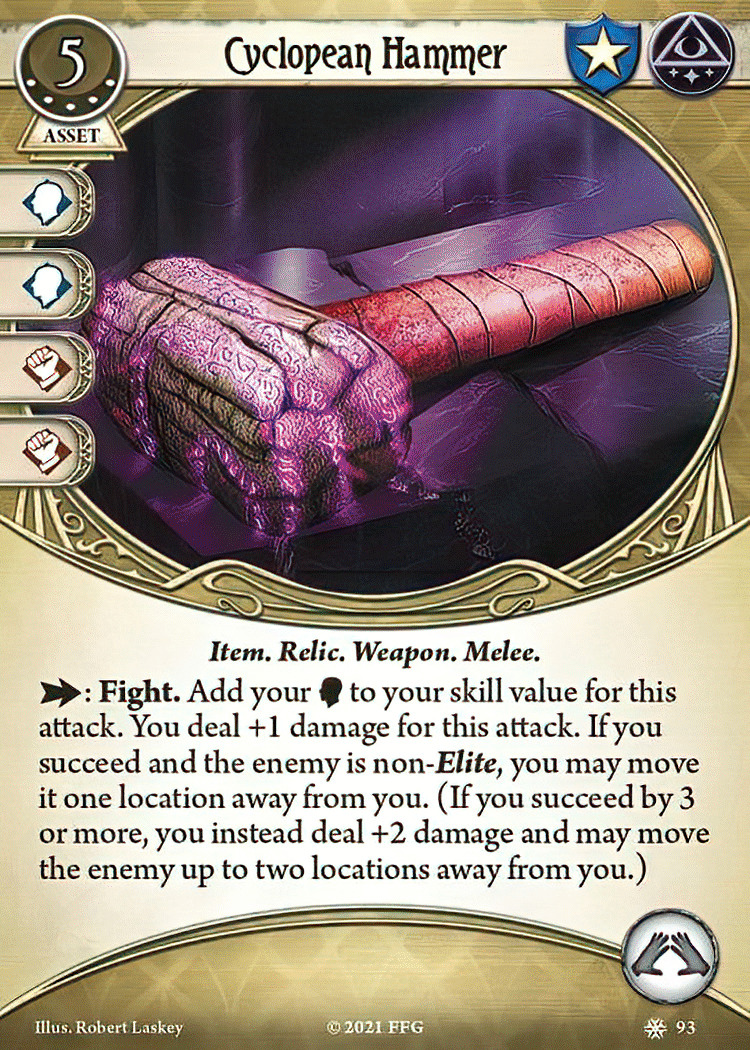 5
Cyclopean Hammer
ASSET
Item. Relic. Weapon. Melee.
: Fight. Add your to your skill value for this
attack. You deal +1 damage for this attack. If you
succeed and the enemy is non-Elite, you may move
it one location away from you. (If you succeed by 3
or more, you instead deal +2 damage and may move
the enemy up to two locations away from you.)
Illus. Robert Laskey
© 2021 FFG
93